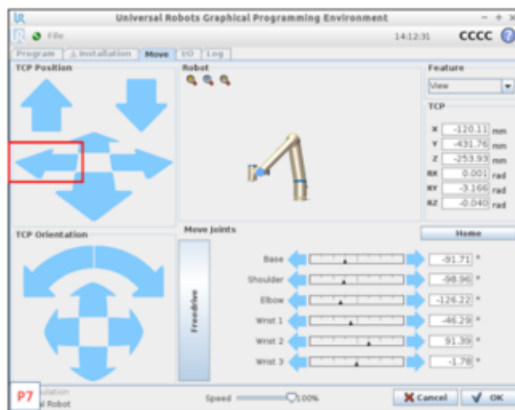 Universal Robots Graphical Programming Environment
File
14:12:31 CCCC ?
Program Installation Move I/O Log
TCP Position
Robot
Feature
View
TCP
X -120.11 mm
Y -431.76 mm
Z -253.93 mm
RX 0.001 rad
RY -3.166 rad
RZ -0.040 rad
TCP Orientation
Move Joints
Home
Freedrive
Base -91.71 °
Shoulder -98.96 °
Elbow -126.22 °
Wrist 1 -46.29 °
Wrist 2 91.39 °
Wrist 3 -1.78 °
P7
ulation
al Robot
Speed 100%
Cancel OK